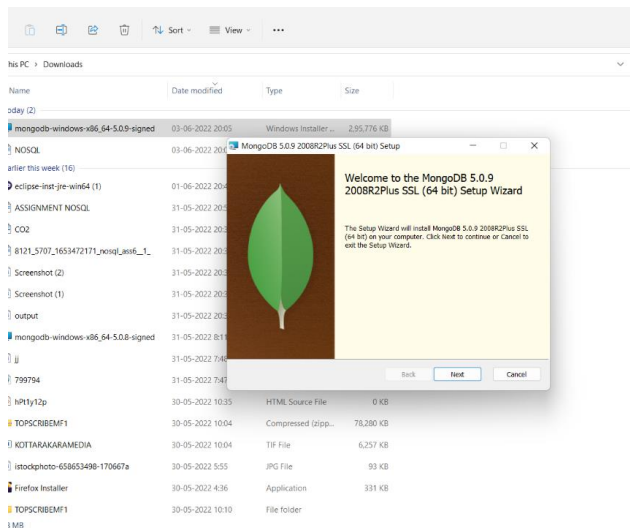 Sort
View
his PC > Downloads
Name Date modified Type Size
oday (2)
mongodb-windows-x86_64-5.0.9-signed 03-06-2022 20:05 Windows Installer ... 2,95,776 KB
NOSQL 03-06-2022
MongoDB 5.0.9 2008R2Plus SSL (64 bit) Setup
arlier this week (16)
Welcome to the MongoDB 5.0.9
2008R2Plus SSL (64 bit) Setup Wizard
The Setup Wizard will install MongoDB 5.0.9 2008R2Plus SSL
(64 bit) on your computer. Click Next to continue or Cancel to
exit the Setup Wizard.
eclipse-inst-jre-win64 (1) 01-06-2022
ASSIGNMENT NOSQL 31-05-2022
CO2 31-05-2022
8121_5707_1653472171_nosql_ass6__1_ 31-05-2022
Screenshot (2) 31-05-2022
Screenshot (1) 31-05-2022
output 31-05-2022
mongodb-windows-x86_64-5.0.8-signed 31-05-2022 8:11
jj 31-05-2022 7:48
799794 31-05-2022 7:47
Back Next Cancel
hPt1y12p 30-05-2022 10:35 HTML Source File 0 KB
TOPSCRIBEMF1 30-05-2022 10:04 Compressed (zipp... 78,280 KB
KOTTARAKARAMEDIA 30-05-2022 10:04 TIF File 6,257 KB
istockphoto-658653498-170667a 30-05-2022 5:55 JPG File 93 KB
Firefox Installer 30-05-2022 4:36 Application 331 KB
TOPSCRIBEMF1 30-05-2022 10:10 File folder
MB